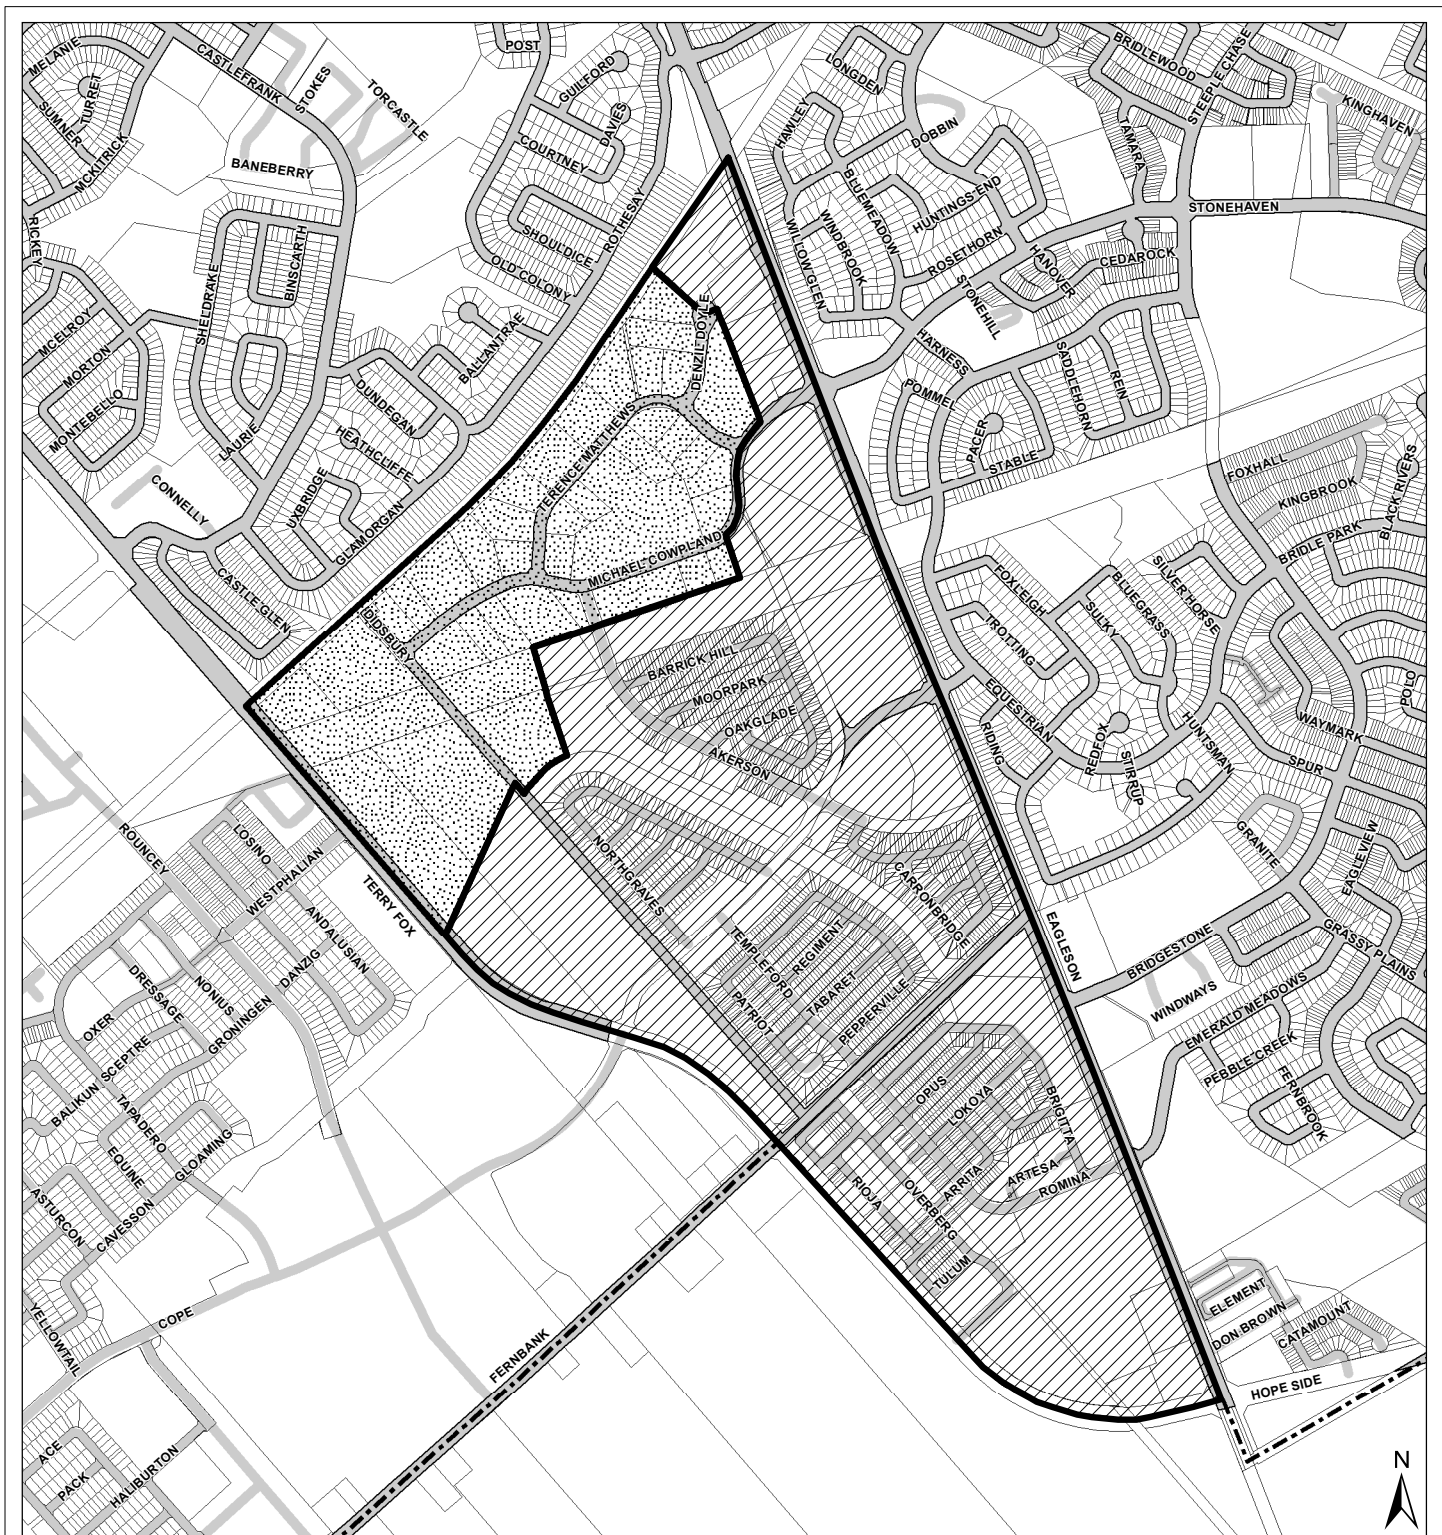 MELANIE
CASTLEFRANK
STOKES
TORCASTLE
POST
GUILFORD
LONGDEN
BRIDLEWOOD
STEEPLE CHASE
KINGHAVEN
TURRET
SUMNER
MCKITRICK
DAVIES
HAWLEY
DOBBIN
TAMARA
BANEBERRY
COURTNEY
BLUEMEADOW
HUNTINGS-END
STONEHAVEN
RICKEY
BINSCARTH
SHOULDICE
ROTHESAY
WILLOW GLEN
WINDBROOK
ROSETHORN
HANOVER
CEDAROCK
SHELDRAKE
OLD COLONY
STONEHILL
MCELROY
MORTON
BALLANTRAE
DENZIL DOYLE
HARNESS
SADDLEHORN
REIN
MONTEBELLO
DUNDEGAN
POMMEL
LAURIE
HEATHCLIFFE
TERENCE MATTHEWS
PACER
STABLE
FOXHALL
BLACK RIVERS
CONNELLY
UXBRIDGE
KINGBROOK
GLAMORGAN
MICHAEL COWPLAND
BRIDLE PARK
CASTLE GLEN
DIDSBURY
FOXLEIGH
BLUEGRASS
SILVER HORSE
TROTTING
SULKY
BARRICK HILL
MOORPARK
OAKGLADE
EQUESTRIAN
POLO
RIDING
REDFOX
HUNTSMAN
WAYMARK
AKERSON
STIRRUP
SPUR
ROUNCEY
LOSINO
WESTPHALIAN
NORTHGRAVES
GRANITE
EAGLEVIEW
TERRY FOX
CARRONBRIDGE
ANDALUSIAN
EAGLESON
GRASSY PLAINS
TEMPLEFORD
REGIMENT
BRIDGESTONE
DRESSAGE
NONIUS
DANZIG
TABARET
PATRIOT
PEPPERVILLE
WINDWAYS
OXER
GRONINGEN
EMERALD MEADOWS
SCEPTRE
PEBBLE CREEK
BALIKUN
TAPADERO
OPUS
LOKOYA
BRIGITTA
FERNBROOK
EQUINE
GLOAMING
ARRITA
ARTESA
ROMINA
ASTURCON
CAVESSON
RIOJA
OVERBERG
TULUM
ELEMENT
YELLOWTAIL
COPE
DON BROWN
CATAMOUNT
FERNBANK
HOPE SIDE
ACE
PACK
HALIBURTON
N